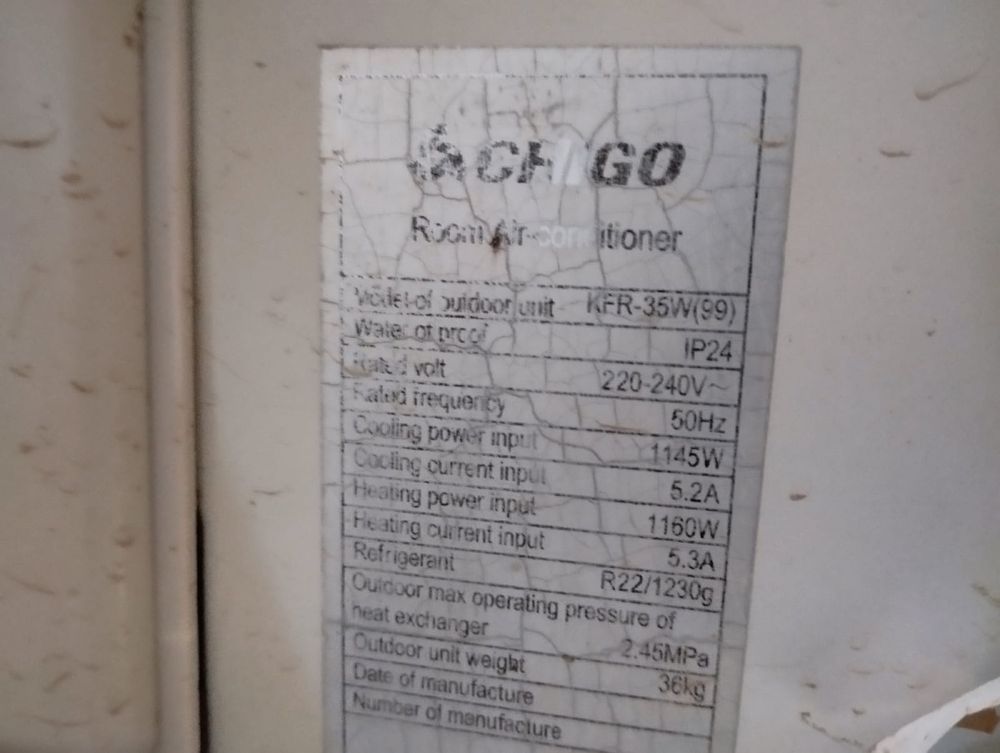 CHIGO
Room Air-conditioner
Model of outdoor unit KFR-35W(99)
Water of proof IP24
Rated volt 220-240V~
Rated frequency 50Hz
Cooling power input 1145W
Cooling current input 5.2A
Heating power input 1160W
Heating current input 5.3A
Refrigerant R22/1230g
Outdoor max operating pressure of
heat exchanger 2.45MPa
Outdoor unit weight 36kg
Date of manufacture
Number of manufacture